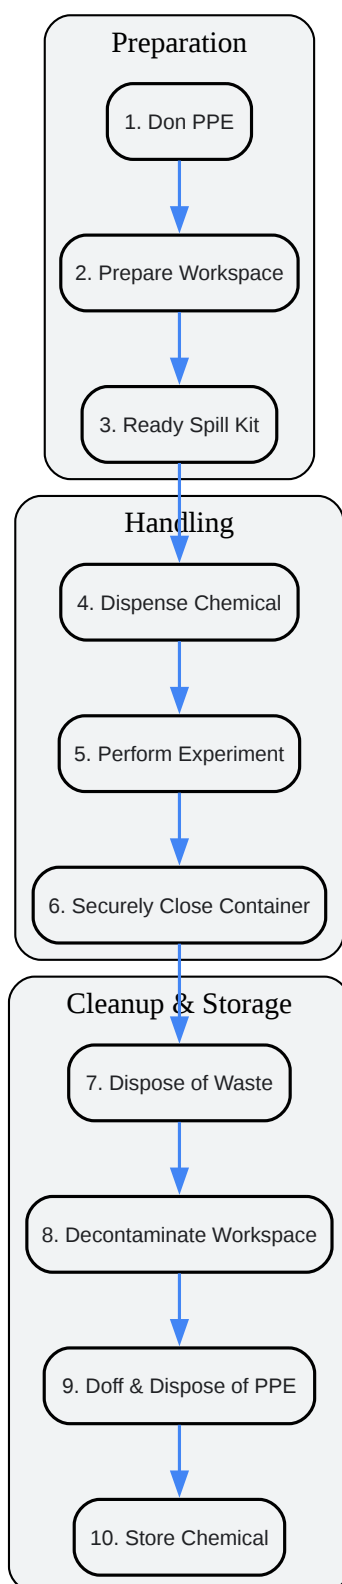 Preparation
1. Don PPE
2. Prepare Workspace
3. Ready Spill Kit
Handling
4. Dispense Chemical
5. Perform Experiment
6. Securely Close Container
Cleanup & Storage
7. Dispose of Waste
8. Decontaminate Workspace
9. Doff & Dispose of PPE
10. Store Chemical